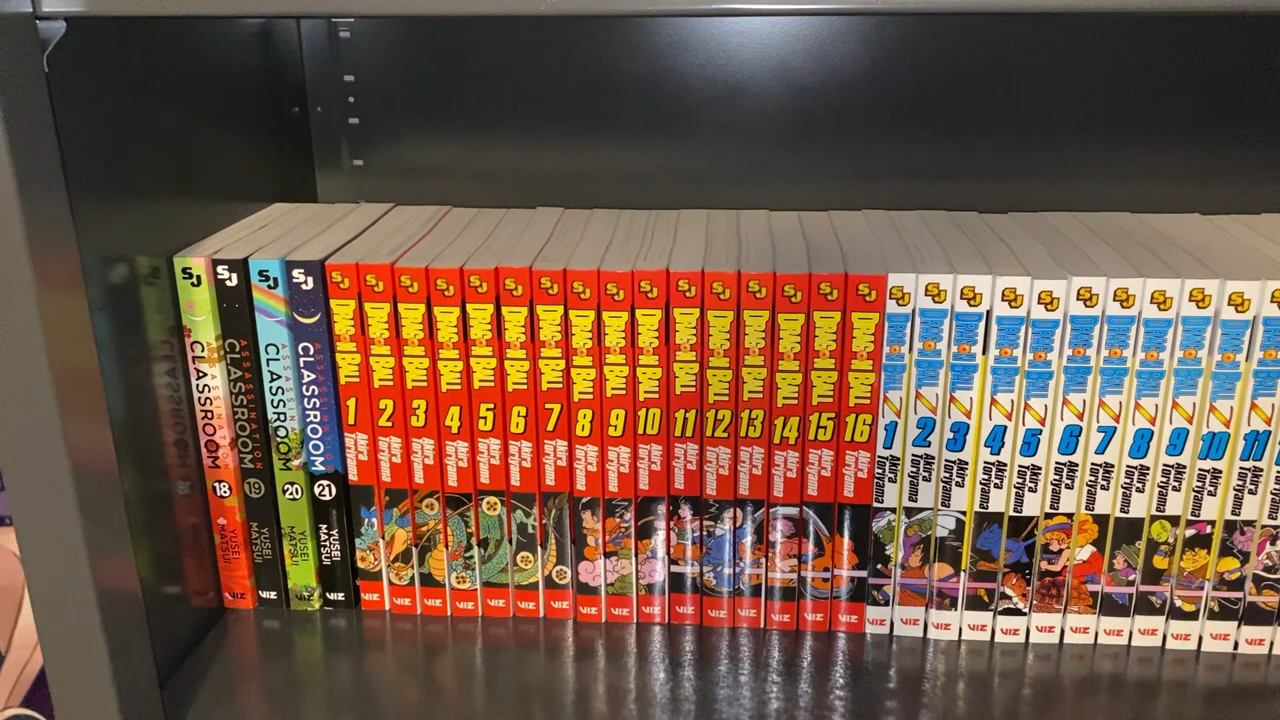 SJ ASSASSINATION CLASSROOM 18 YUSEI MATSUI VIZ
SJ ASSASSINATION CLASSROOM 19 YUSEI MATSUI VIZ
SJ ASSASSINATION CLASSROOM 20 YUSEI MATSUI VIZ
SJ ASSASSINATION CLASSROOM 21 YUSEI MATSUI VIZ
SJ DRAGON BALL 1 Akira Toriyama VIZ
SJ DRAGON BALL 2 Akira Toriyama VIZ
SJ DRAGON BALL 3 Akira Toriyama VIZ
SJ DRAGON BALL 4 Akira Toriyama VIZ
SJ DRAGON BALL 5 Akira Toriyama VIZ
SJ DRAGON BALL 6 Akira Toriyama VIZ
SJ DRAGON BALL 7 Akira Toriyama VIZ
SJ DRAGON BALL 8 Akira Toriyama VIZ
SJ DRAGON BALL 9 Akira Toriyama VIZ
SJ DRAGON BALL 10 Akira Toriyama VIZ
SJ DRAGON BALL 11 Akira Toriyama VIZ
SJ DRAGON BALL 12 Akira Toriyama VIZ
SJ DRAGON BALL 13 Akira Toriyama VIZ
SJ DRAGON BALL 14 Akira Toriyama VIZ
SJ DRAGON BALL 15 Akira Toriyama VIZ
SJ DRAGON BALL 16 Akira Toriyama VIZ
SJ DRAGON BALL Z 1 Akira Toriyama VIZ
SJ DRAGON BALL Z 2 Akira Toriyama VIZ
SJ DRAGON BALL Z 3 Akira Toriyama VIZ
SJ DRAGON BALL Z 4 Akira Toriyama VIZ
SJ DRAGON BALL Z 5 Akira Toriyama VIZ
SJ DRAGON BALL Z 6 Akira Toriyama VIZ
SJ DRAGON BALL Z 7 Akira Toriyama VIZ
SJ DRAGON BALL Z 8 Akira Toriyama VIZ
SJ DRAGON BALL Z 9 Akira Toriyama VIZ
SJ DRAGON BALL Z 10 Akira Toriyama VIZ
SJ DRAGON BALL Z 11 Akira Toriyama VIZ